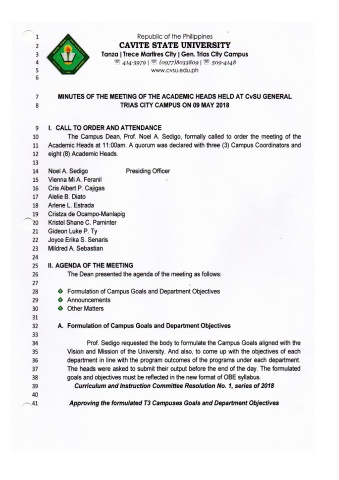 1 Republic of the Philippines
2 CAVITE STATE UNIVERSITY
3 Tanza | Trece Martires City | Gen. Trias City Campus
4 ☏ 414-3979 | ☏ (0977)8033809 | ☏ 509-4148
5 www.cvsu.edu.ph
6
7 MINUTES OF THE MEETING OF THE ACADEMIC HEADS HELD AT CvSU GENERAL
8 TRIAS CITY CAMPUS ON 09 MAY 2018
9 I. CALL TO ORDER AND ATTENDANCE
10 The Campus Dean, Prof. Noel A. Sedigo, formally called to order the meeting of the
11 Academic Heads at 11:00am. A quorum was declared with three (3) Campus Coordinators and
12 eight (8) Academic Heads.
13
14 Noel A. Sedigo Presiding Officer
15 Vienna Mi A. Feranil
16 Cris Albert P. Cajigas
17 Alelie B. Diato
18 Arlene L. Estrada
19 Cristza de Ocampo-Manlapig
20 Kristel Shane C. Paminter
21 Gideon Luke P. Ty
22 Joyce Erika S. Senaris
23 Mildred A. Sebastian
24
25 II. AGENDA OF THE MEETING
26 The Dean presented the agenda of the meeting as follows:
27
28 Formulation of Campus Goals and Department Objectives
29 Announcements
30 Other Matters
31
32 A. Formulation of Campus Goals and Department Objectives
33
34 Prof. Sedigo requested the body to formulate the Campus Goals aligned with the
35 Vision and Mission of the University. And also, to come up with the objectives of each
36 department in line with the program outcomes of the programs under each department.
37 The heads were asked to submit their output before the end of the day. The formulated
38 goals and objectives must be reflected in the new format of OBE syllabus.
39 Curriculum and Instruction Committee Resolution No. 1, series of 2018
40
41 Approving the formulated T3 Campuses Goals and Department Objectives